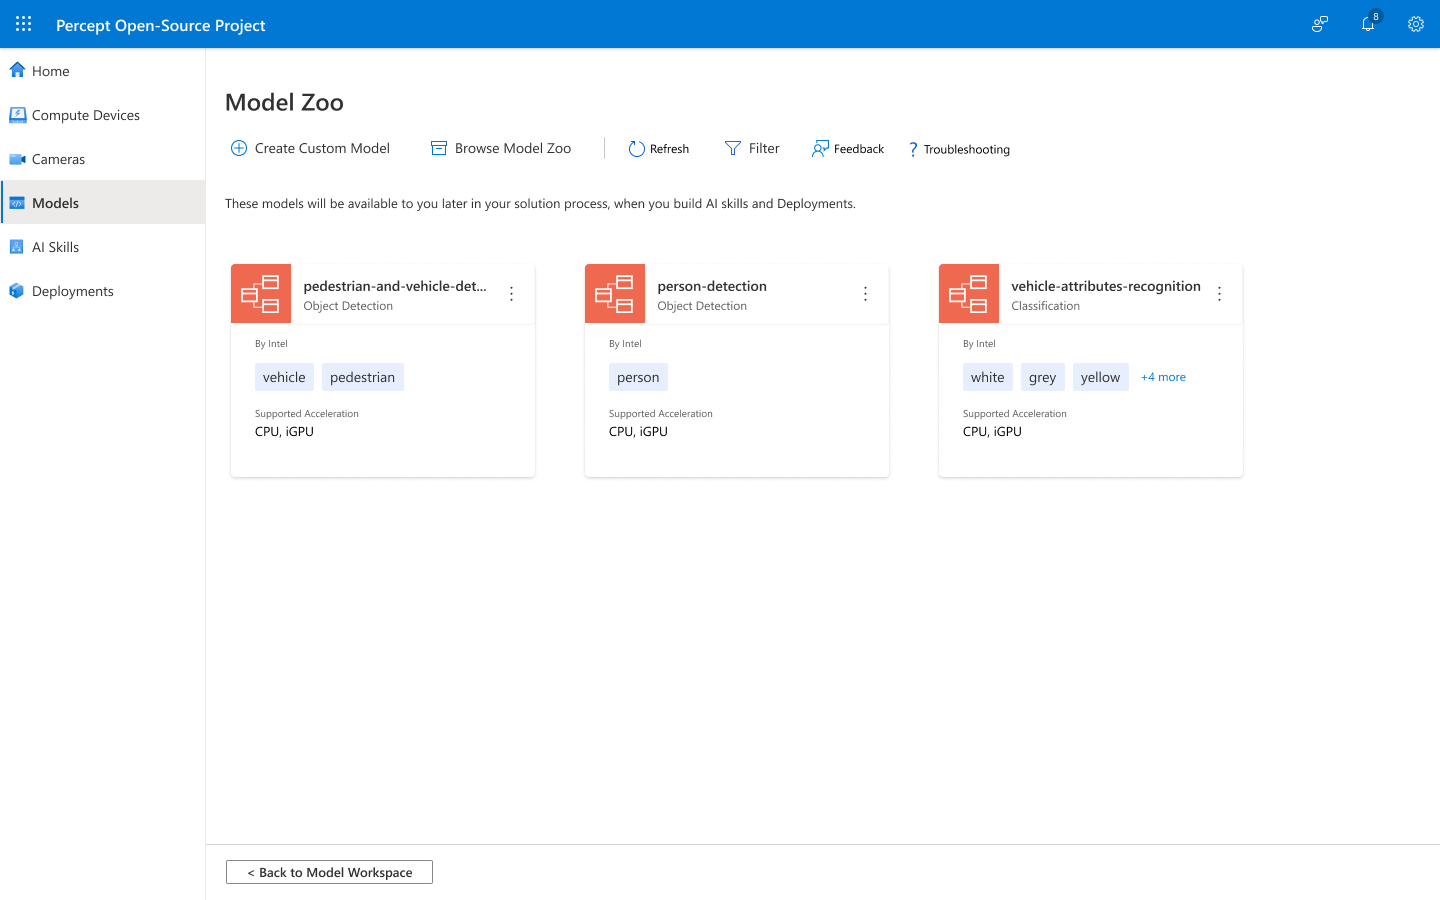 Percept Open-Source Project
8
Home
Compute Devices
Cameras
Models
AI Skills
Deployments
Model Zoo
Create Custom Model
Browse Model Zoo
Refresh
Filter
Feedback
? Troubleshooting
These models will be available to you later in your solution process, when you build AI skills and Deployments.
pedestrian-and-vehicle-det...
Object Detection
By Intel
vehicle pedestrian
Supported Acceleration
CPU, iGPU
person-detection
Object Detection
By Intel
person
Supported Acceleration
CPU, iGPU
vehicle-attributes-recognition
Classification
By Intel
white grey yellow +4 more
Supported Acceleration
CPU, iGPU
< Back to Model Workspace